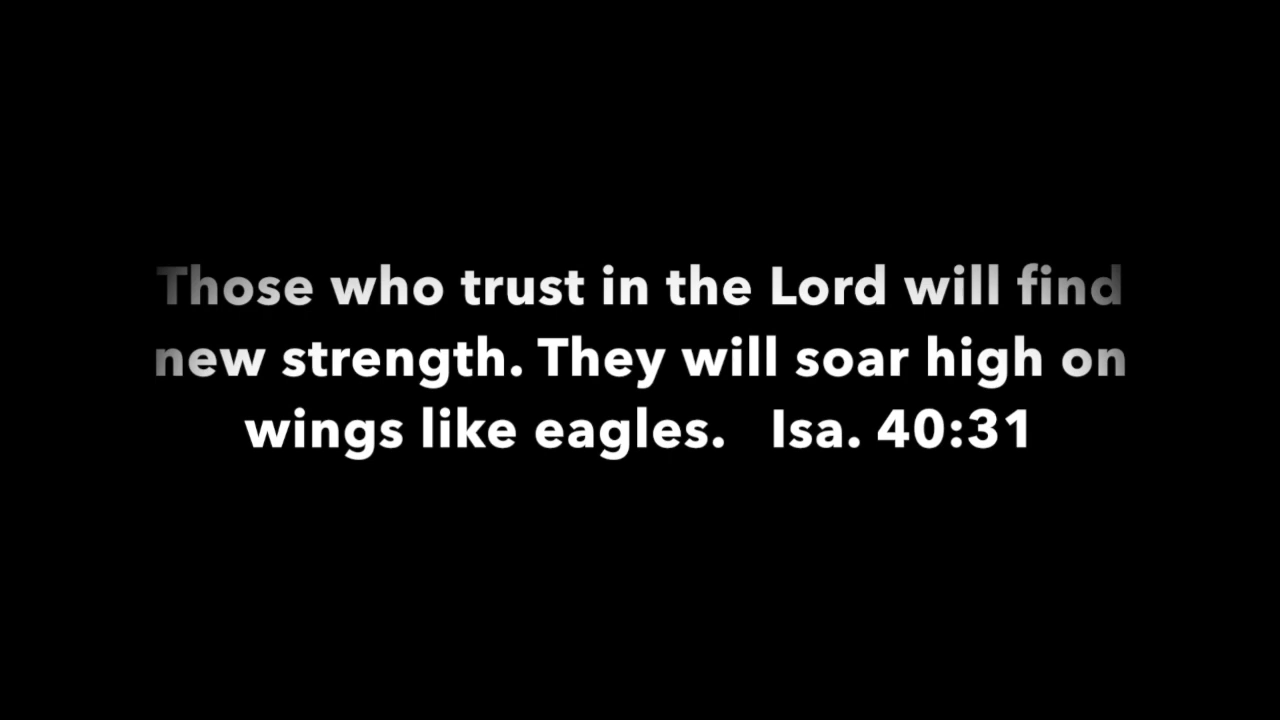 Those who trust in the Lord will find
new strength. They will soar high on
wings like eagles.   Isa. 40:31